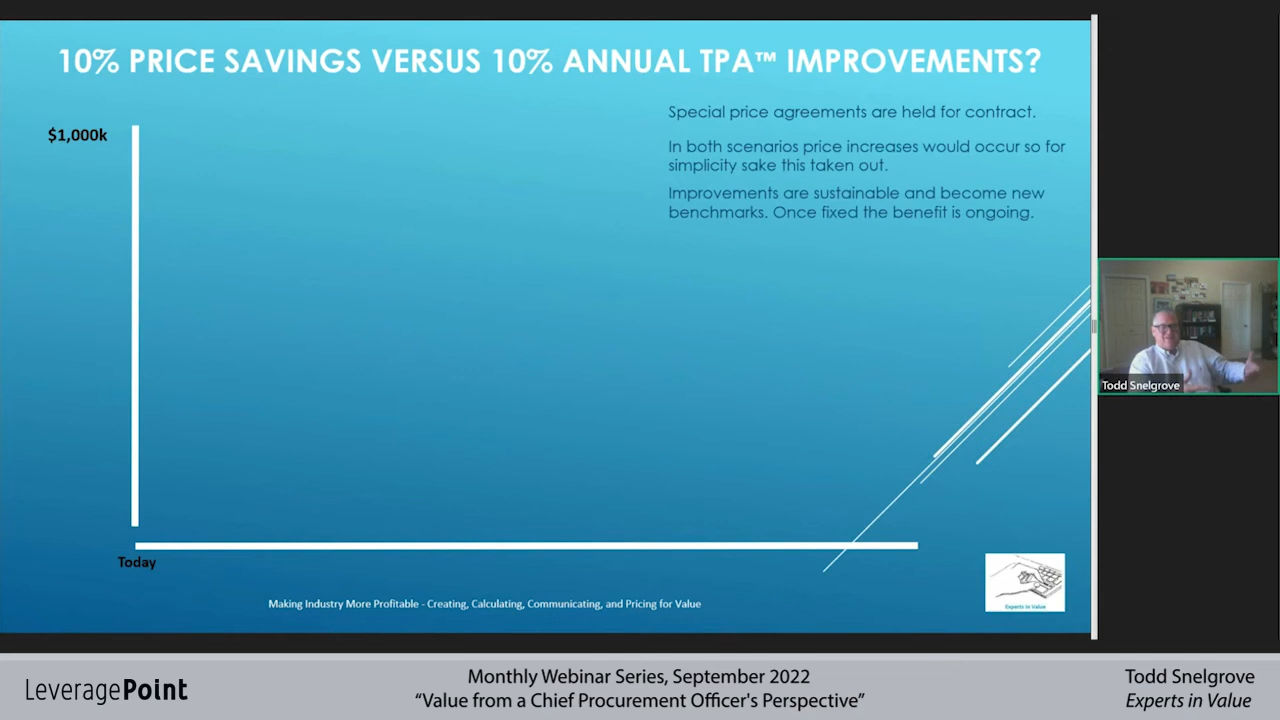 10% PRICE SAVINGS VERSUS 10% ANNUAL TPA™ IMPROVEMENTS?
Special price agreements are held for contract.
In both scenarios price increases would occur so for
simplicity sake this taken out.
Improvements are sustainable and become new
benchmarks. Once fixed the benefit is ongoing.
$1,000k
Today
Making Industry More Profitable - Creating, Calculating, Communicating, and Pricing for Value
Experts in Value
Todd Snelgrove
LeveragePoint
Monthly Webinar Series, September 2022
“Value from a Chief Procurement Officer's Perspective”
Todd Snelgrove
Experts in Value